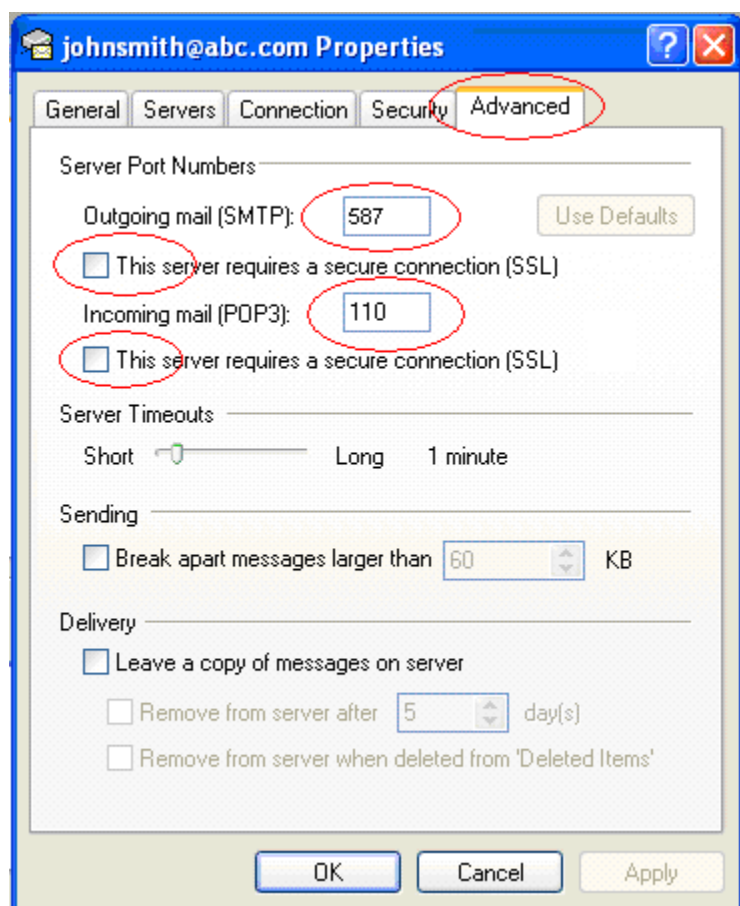 johnsmith@abc.com Properties
General Servers Connection Security Advanced
Server Port Numbers
Outgoing mail (SMTP): 587 Use Defaults
This server requires a secure connection (SSL)
Incoming mail (POP3): 110
This server requires a secure connection (SSL)
Server Timeouts
Short Long 1 minute
Sending
Break apart messages larger than 60 KB
Delivery
Leave a copy of messages on server
Remove from server after 5 day(s)
Remove from server when deleted from 'Deleted Items'
OK Cancel Apply